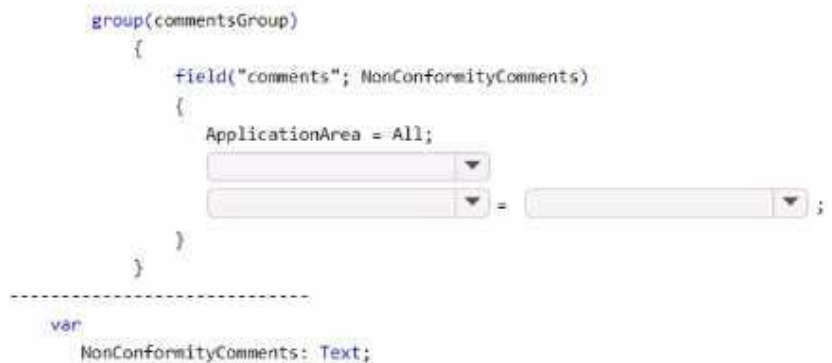 group(commentsGroup)
{
field("comments"; NonConformityComments)
{
ApplicationArea = All;
= ;
}
}
------------------------------
var
NonConformityComments: Text;